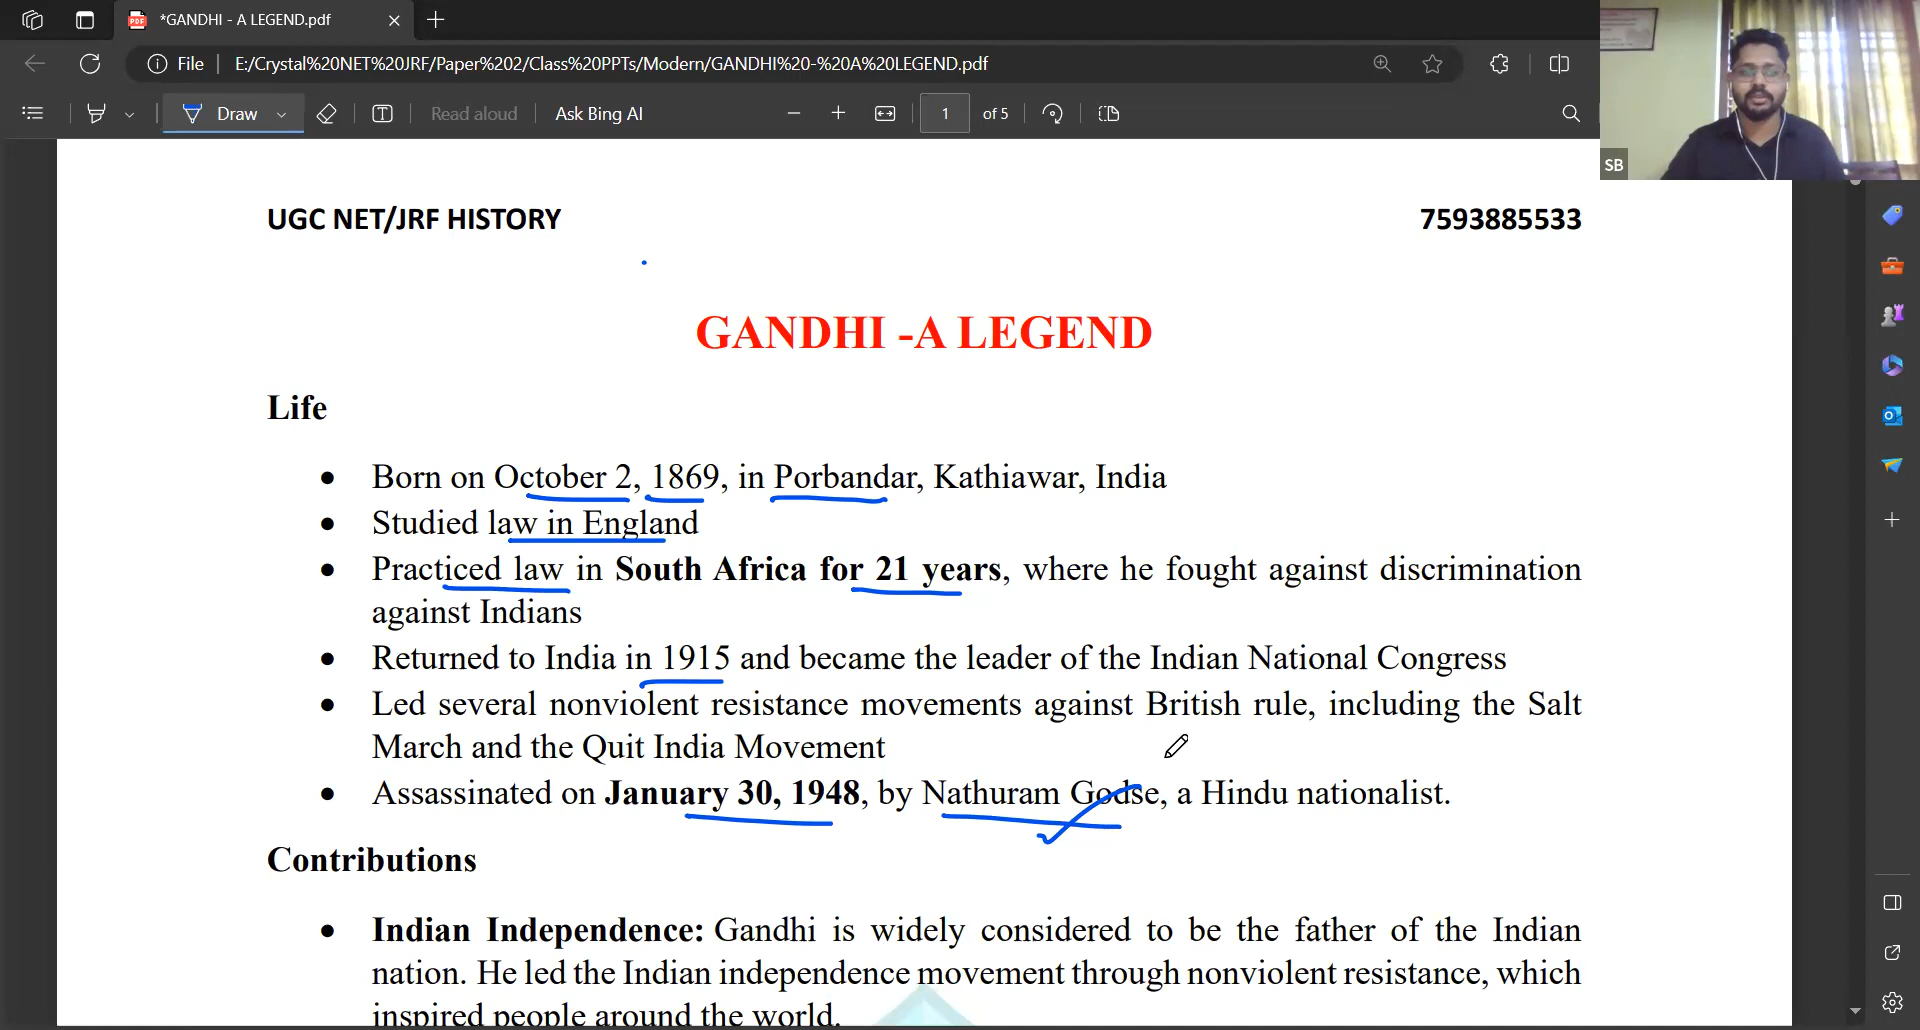 *GANDHI - A LEGEND.pdf
File
E:/Crystal%20NET%20JRF/Paper%202/Class%20PPTs/Modern/GANDHI%20-%20A%20LEGEND.pdf
Draw
Read aloud
Ask Bing AI
1 of 5
SB
UGC NET/JRF HISTORY 7593885533
GANDHI -A LEGEND
Life
• Born on October 2, 1869, in Porbandar, Kathiawar, India
• Studied law in England
• Practiced law in South Africa for 21 years, where he fought against discrimination
against Indians
• Returned to India in 1915 and became the leader of the Indian National Congress
• Led several nonviolent resistance movements against British rule, including the Salt
March and the Quit India Movement
• Assassinated on January 30, 1948, by Nathuram Godse, a Hindu nationalist.
Contributions
• Indian Independence: Gandhi is widely considered to be the father of the Indian
nation. He led the Indian independence movement through nonviolent resistance, which
inspired people around the world.